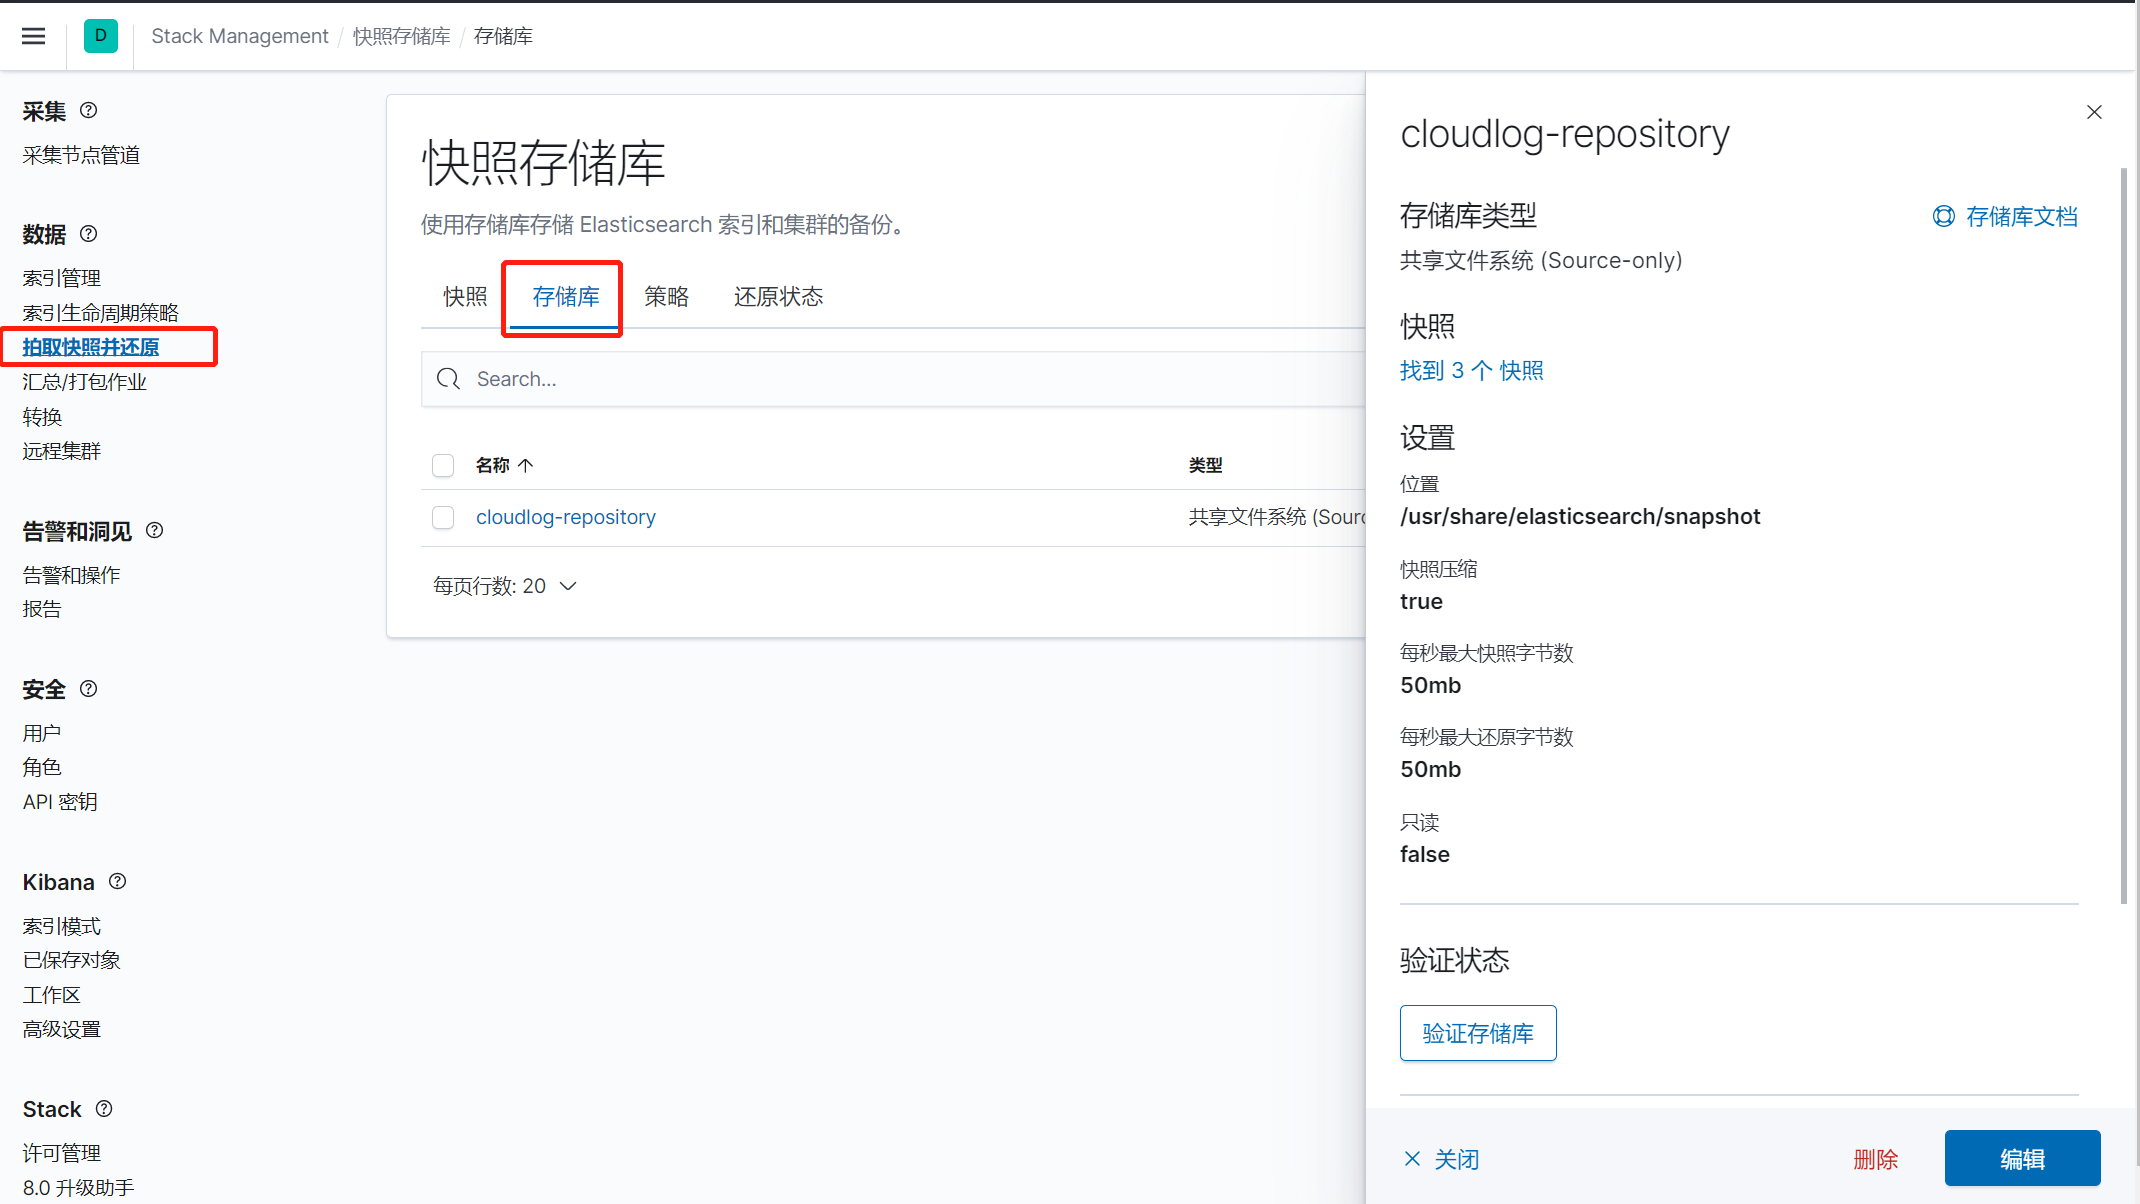 D
Stack Management / 快照存储库 / 存储库
采集
采集节点管道
数据
索引管理
索引生命周期策略
拍取快照并还原
汇总/打包作业
转换
远程集群
告警和洞见
告警和操作
报告
安全
用户
角色
API 密钥
Kibana
索引模式
已保存对象
工作区
高级设置
Stack
许可管理
8.0 升级助手
快照存储库
使用存储库存储 Elasticsearch 索引和集群的备份。
快照 存储库 策略 还原状态
Search...
名称 类型
cloudlog-repository 共享文件系统 (Sourc
每页行数: 20
cloudlog-repository
存储库类型 存储库文档
共享文件系统 (Source-only)
快照
找到 3 个 快照
设置
位置
/usr/share/elasticsearch/snapshot
快照压缩
true
每秒最大快照字节数
50mb
每秒最大还原字节数
50mb
只读
false
验证状态
验证存储库
关闭 删除 编辑